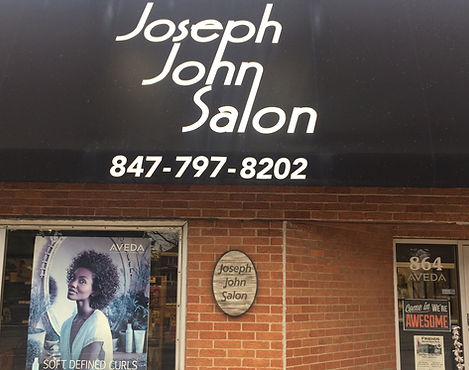 Joseph
John
Salon
847-797-8202
AVEDA
SOFT DEFINED CURLS
Joseph
John
Salon
864
AVEDA
Come in WE'RE
AWESOME
FRIENDS